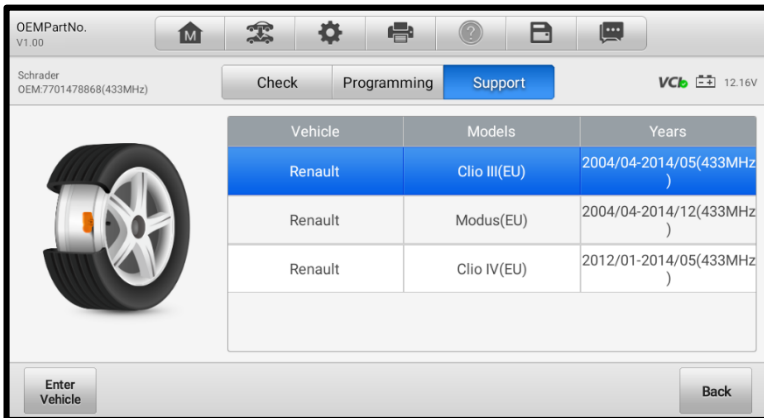 OEMPartNo.
V1.00
M
?
Schrader
OEM:7701478868(433MHz)
Check Programming Support
VCI 12.16V
Vehicle Models Years
Renault Clio III(EU) 2004/04-2014/05(433MHz
)
Renault Modus(EU) 2004/04-2014/12(433MHz
)
Renault Clio IV(EU) 2012/01-2014/05(433MHz
)
Enter
Vehicle
Back